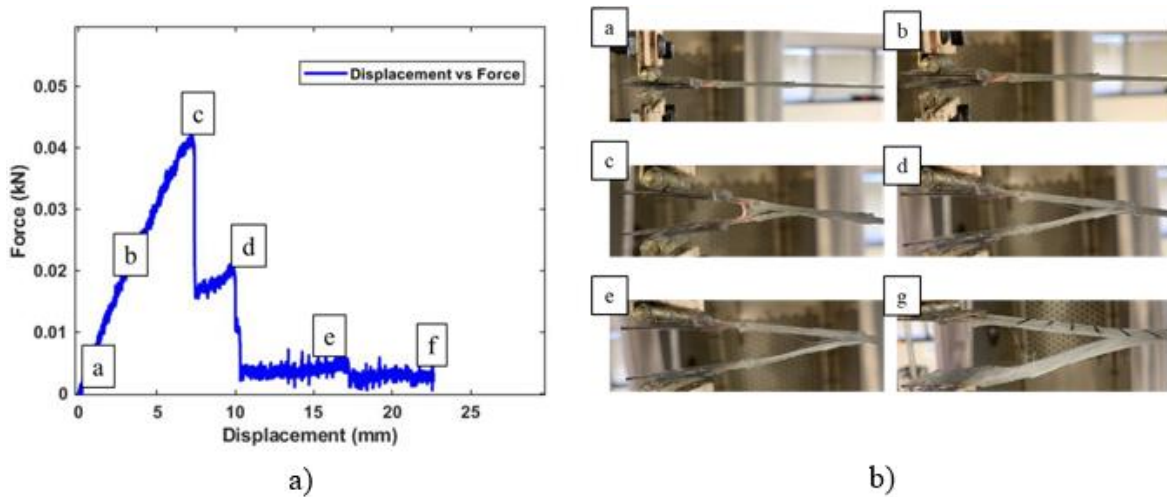 Displacement vs Force
0.05
0.04
0.03
0.02
0.01
0
Force (kN)
0
5
10
15
20
25
Displacement (mm)
a
b
c
d
e
f
a)
a
b
c
d
e
g
b)